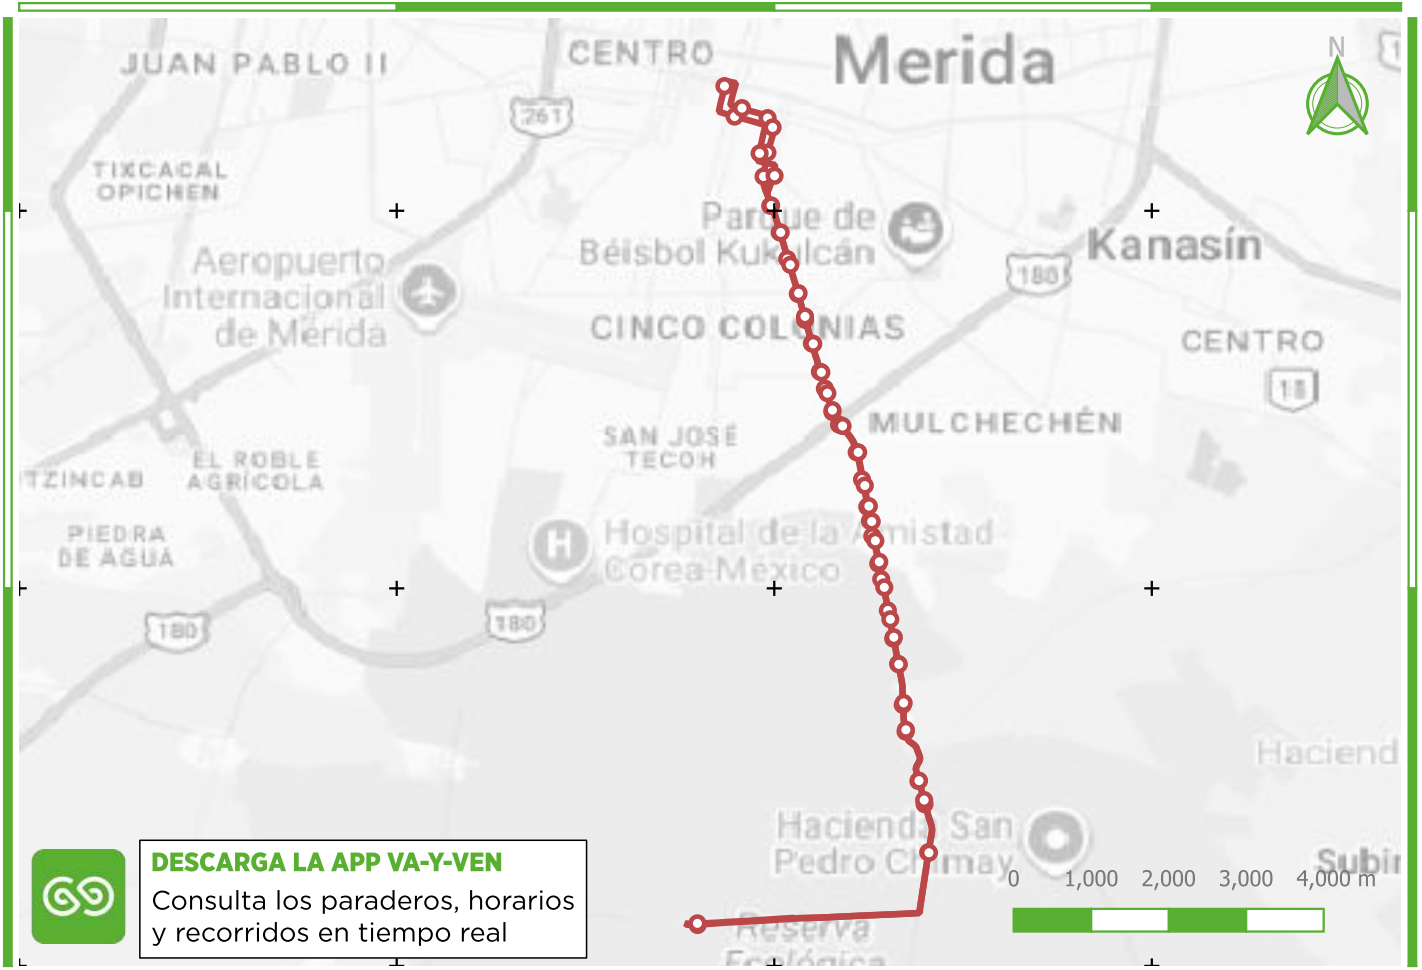 JUAN PABLO II
CENTRO
Merida
N
1
261
TIXCACAL
OPICHEN
Parque de
Béisbol Kukulcán
Kanasín
Aeropuerto
Internacional
de Mérida
180
CINCO COLONIAS
CENTRO
18
MULCHECHÉN
SAN JOSÉ
TECOH
EL ROBLE
AGRÍCOLA
TZINCAB
PIEDRA
DE AGUA
H
Hospital de la Amistad
Corea-México
180
180
Haciend
Hacienda San
Pedro Chimay
Subir
0 1,000 2,000 3,000 4,000 m
Reserva
Ecológica
DESCARGA LA APP VA-Y-VEN
Consulta los paraderos, horarios
y recorridos en tiempo real